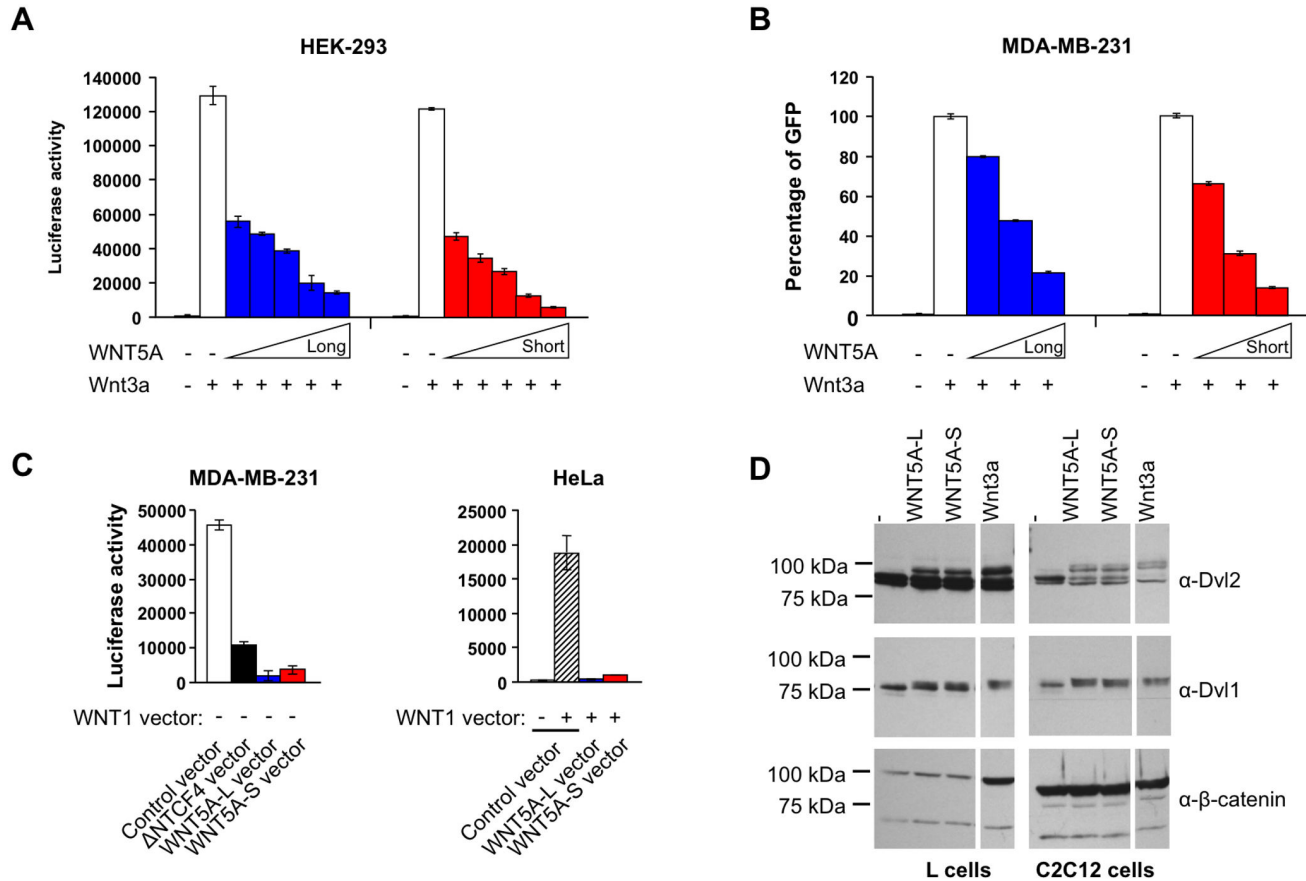 A
HEK-293
Luciferase activity
140000
120000
100000
80000
60000
40000
20000
0
WNT5A - - Long - - Short
Wnt3a - + + + + + + - + + + + + +
B
MDA-MB-231
Percentage of GFP
120
100
80
60
40
20
0
WNT5A - - Long - - Short
Wnt3a - + + + + - + + + +
C
MDA-MB-231
Luciferase activity
50000
40000
30000
20000
10000
0
WNT1 vector: - - - -
Control vector
ΔNTCF4 vector
WNT5A-L vector
WNT5A-S vector
HeLa
25000
20000
15000
10000
5000
0
WNT1 vector: - + + +
Control vector
WNT5A-L vector
WNT5A-S vector
D
- WNT5A-L WNT5A-S Wnt3a - WNT5A-L WNT5A-S Wnt3a
100 kDa
75 kDa
α-Dvl2
100 kDa
75 kDa
α-Dvl1
100 kDa
75 kDa
α-β-catenin
L cells C2C12 cells